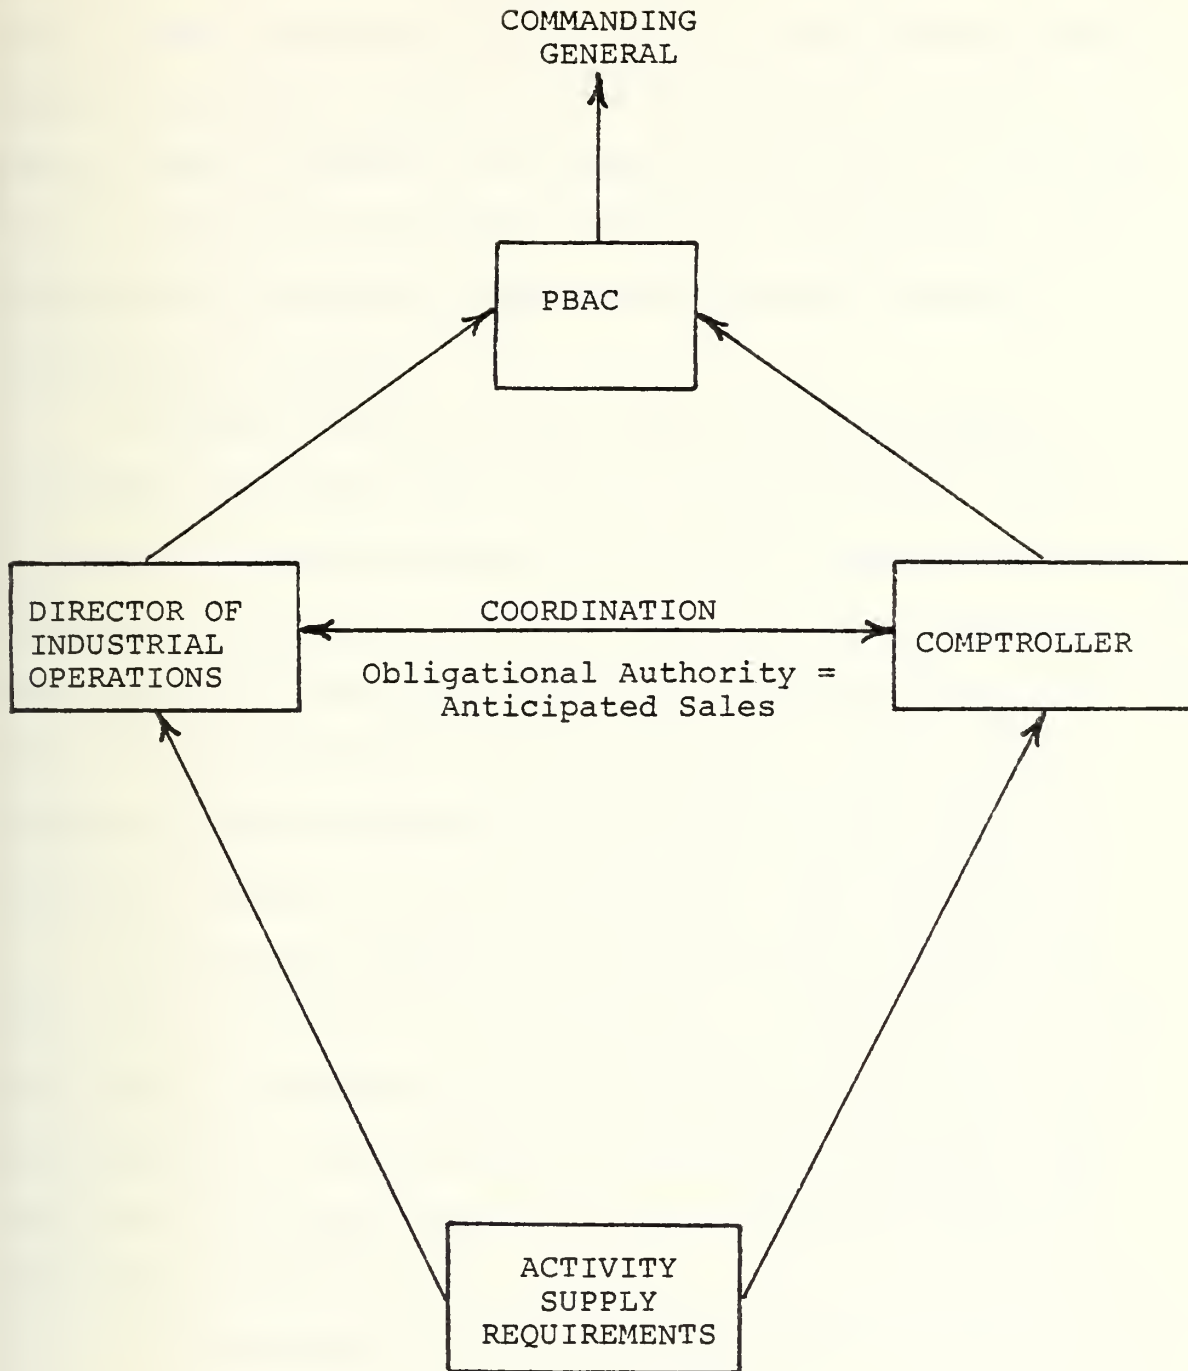 COMMANDING
GENERAL
PBAC
DIRECTOR OF
INDUSTRIAL
OPERATIONS
COORDINATION
Obligational Authority =
Anticipated Sales
COMPTROLLER
ACTIVITY
SUPPLY
REQUIREMENTS